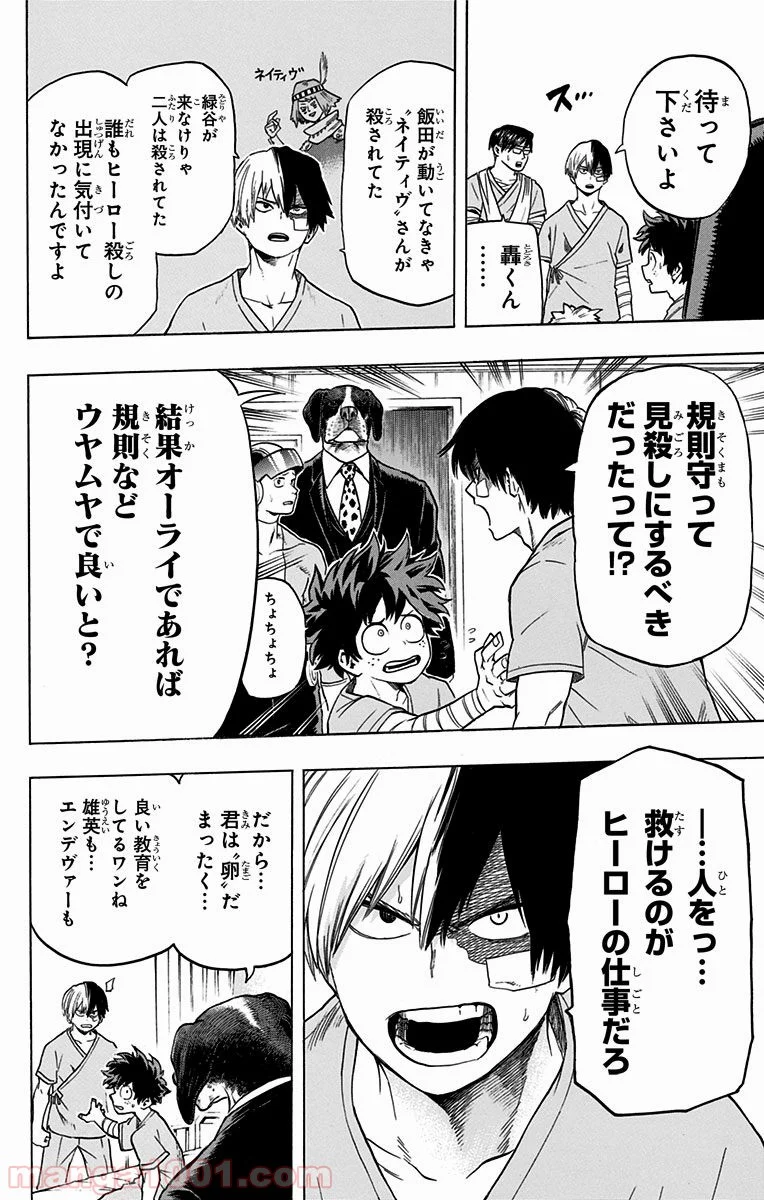 待って
下さいよ
ズ…
轟くん
……
飯田が動いてなきゃ
〝ネイティヴ〟さんが
殺されてた
ネイティヴ
緑谷が
来なけりゃ
二人は殺されてた
誰もヒーロー殺しの
出現に気付いて
なかったんですよ
規則守って
見殺しにするべき
だったって!?
ちょちょちょ
結果オーライであれば
規則など
ウヤムヤで良いと?
―…人をっ…
救けるのが
ヒーローの仕事だろ
だから…
君は〝卵〟だ
まったく…
良い教育を
してるワンね
雄英も…
エンデヴァーも
manga1001.com